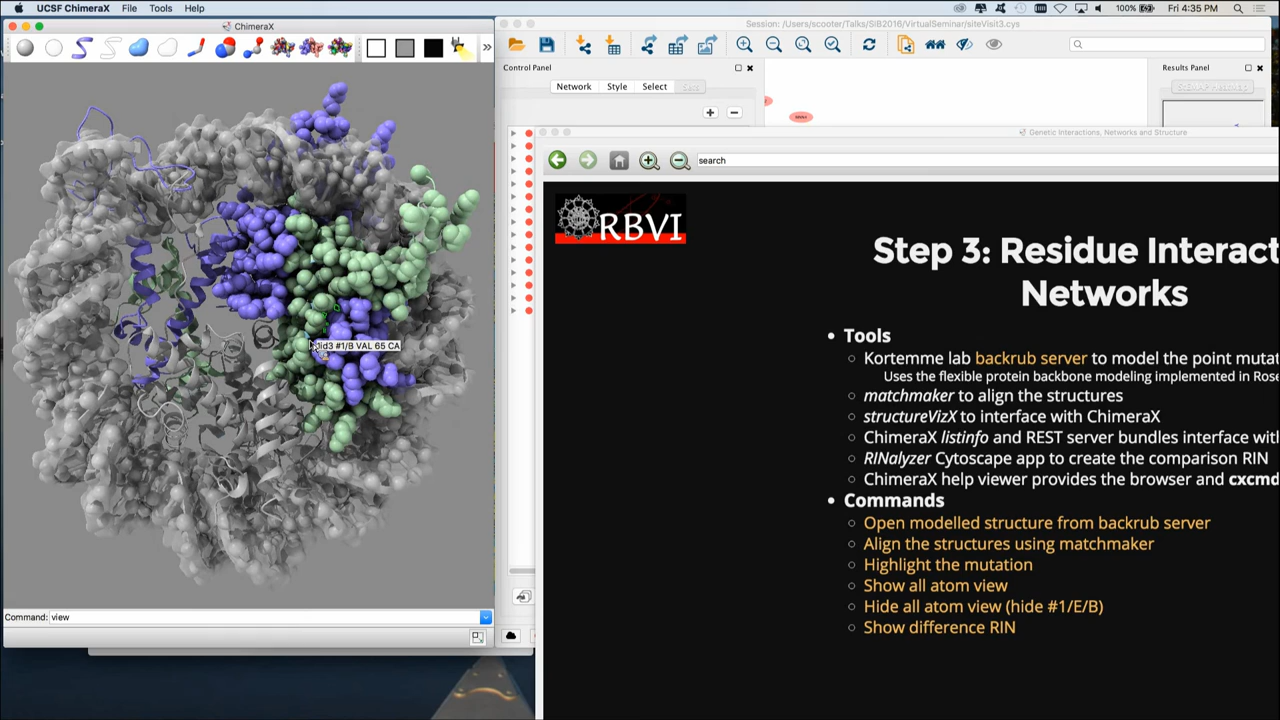 UCSF ChimeraX File Tools Help
100% Fri 4:35 PM
ChimeraX
Session: /Users/scooter/Talks/SIB2016/VirtualSeminar/siteVisit3.cys
Control Panel
Results Panel
Network Style Select
Genetic Interactions, Networks and Structure
search
RBVI
Step 3: Residue Interact
Networks
• Tools
Kortemme lab backrub server to model the point mutat
Uses the flexible protein backbone modeling implemented in Rose
matchmaker to align the structures
structureVizX to interface with ChimeraX
ChimeraX listinfo and REST server bundles interface with
RINalyzer Cytoscape app to create the comparison RIN
ChimeraX help viewer provides the browser and cxcmd
• Commands
Open modelled structure from backrub server
Align the structures using matchmaker
Highlight the mutation
Show all atom view
Hide all atom view (hide #1/E/B)
Show difference RIN
#1/B VAL 65 CA
Command: view